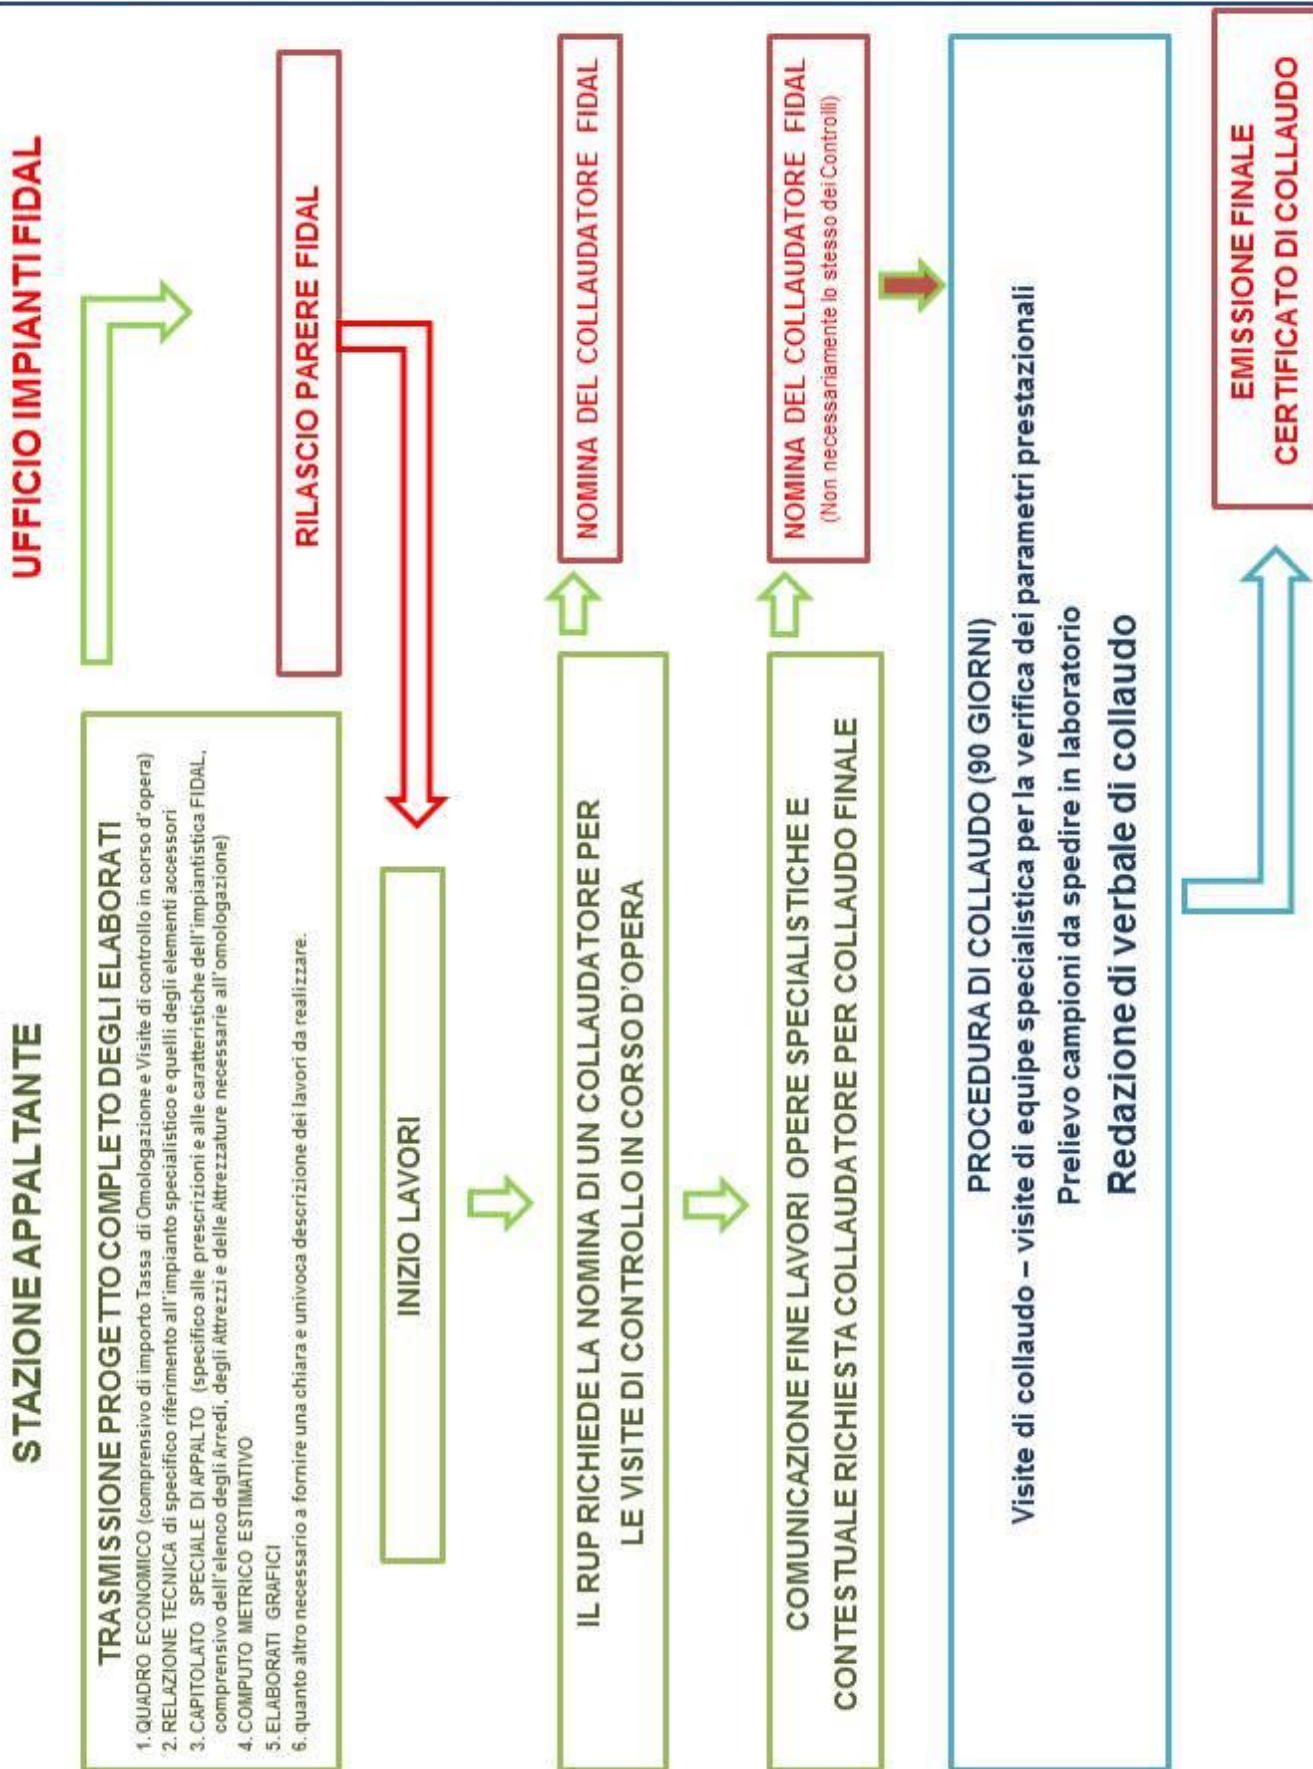 STAZIONE APPALTANTE
UFFICIO IMPIANTI FIDAL
TRASMISSIONE PROGETTO COMPLETO DEGLI ELABORATI
1. QUADRO ECONOMICO (comprensivo di importo Tassa di Omologazione e Visite di controllo in corso d'opera)
2. RELAZIONE TECNICA di specifico riferimento all'impianto specialistico e quelli degli elementi accessori
3. CAPITOLATO SPECIALE DI APPALTO (specifico alle prescrizioni e alle caratteristiche dell'impiantistica FIDAL,
comprensivo dell'elenco degli Arredi, degli Attrezzi e delle Attrezzature necessarie all'omologazione)
4. COMPUTO METRICO ESTIMATIVO
5. ELABORATI GRAFICI
6. quanto altro necessario a fornire una chiara e univoca descrizione dei lavori da realizzare.
RILASCIO PARERE FIDAL
INIZIO LAVORI
IL RUP RICHIEDE LA NOMINA DI UN COLLAUDATORE PER
LE VISITE DI CONTROLLO IN CORSO D'OPERA
NOMINA DEL COLLAUDATORE FIDAL
COMUNICAZIONE FINE LAVORI OPERE SPECIALISTICHE E
CONTESTUALE RICHIESTA COLLAUDATORE PER COLLAUDO FINALE
NOMINA DEL COLLAUDATORE FIDAL
(Non necessariamente lo stesso dei Controlli)
PROCEDURA DI COLLAUDO (90 GIORNI)
Visite di collaudo – visite di equipe specialistica per la verifica dei parametri prestazionali
Prelievo campioni da spedire in laboratorio
Redazione di verbale di collaudo
EMISSIONE FINALE
CERTIFICATO DI COLLAUDO